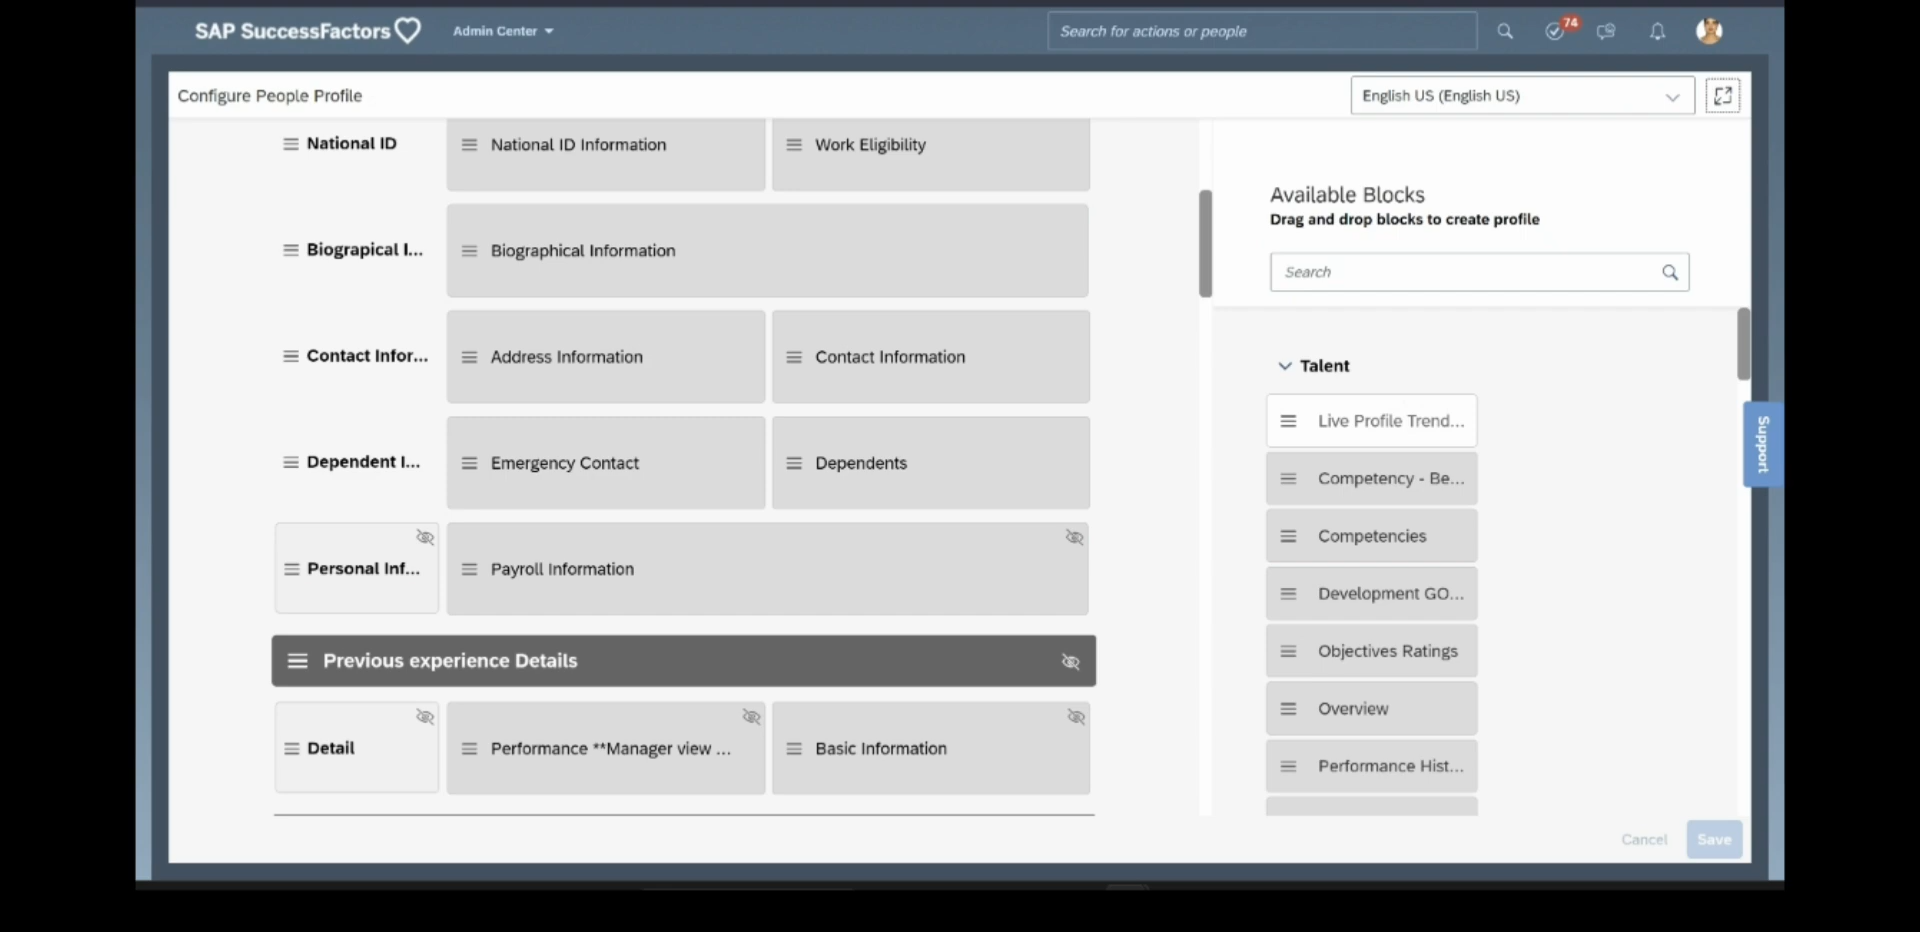 SAP SuccessFactors
Admin Center
Search for actions or people
74
Configure People Profile
English US (English US)
National ID
National ID Information
Work Eligibility
Biograpical I...
Biographical Information
Contact Infor...
Address Information
Contact Information
Dependent I...
Emergency Contact
Dependents
Personal Inf...
Payroll Information
Previous experience Details
Detail
Performance **Manager view ...
Basic Information
Available Blocks
Drag and drop blocks to create profile
Search
Talent
Live Profile Trend...
Competency - Be...
Competencies
Development GO...
Objectives Ratings
Overview
Performance Hist...
Support
Cancel
Save